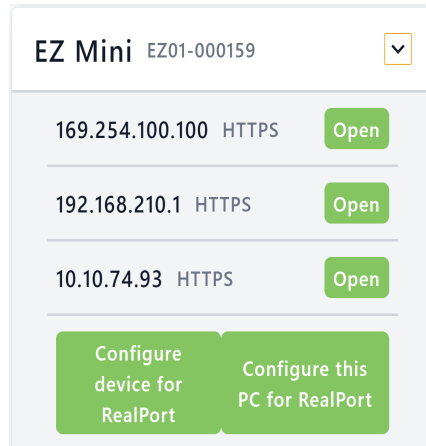 EZ Mini EZ01-000159
169.254.100.100 HTTPS Open
192.168.210.1 HTTPS Open
10.10.74.93 HTTPS Open
Configure
device for
RealPort
Configure this
PC for RealPort